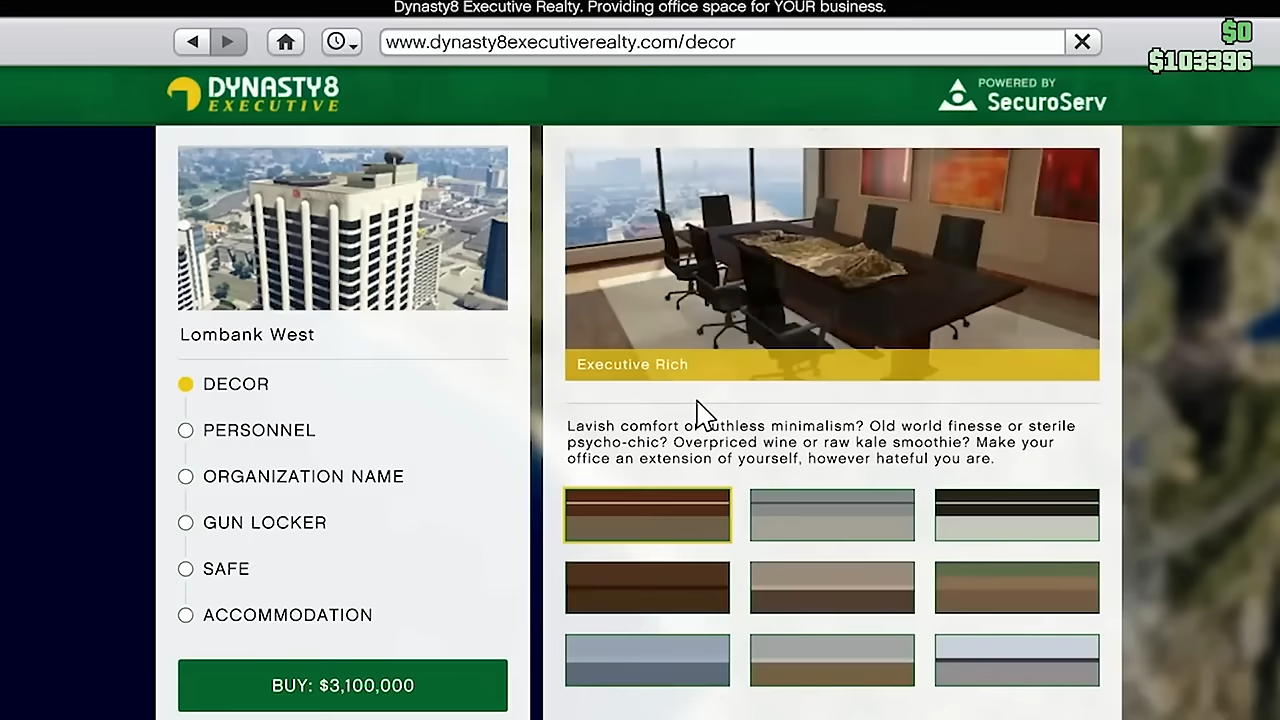 Dynasty8 Executive Realty. Providing office space for YOUR business.
www.dynasty8executiverealty.com/decor
$0
$103396
DYNASTY8
EXECUTIVE
POWERED BY
SecuroServ
Lombank West
DECOR
PERSONNEL
ORGANIZATION NAME
GUN LOCKER
SAFE
ACCOMMODATION
BUY: $3,100,000
Executive Rich
Lavish comfort or ruthless minimalism? Old world finesse or sterile
psycho-chic? Overpriced wine or raw kale smoothie? Make your
office an extension of yourself, however hateful you are.